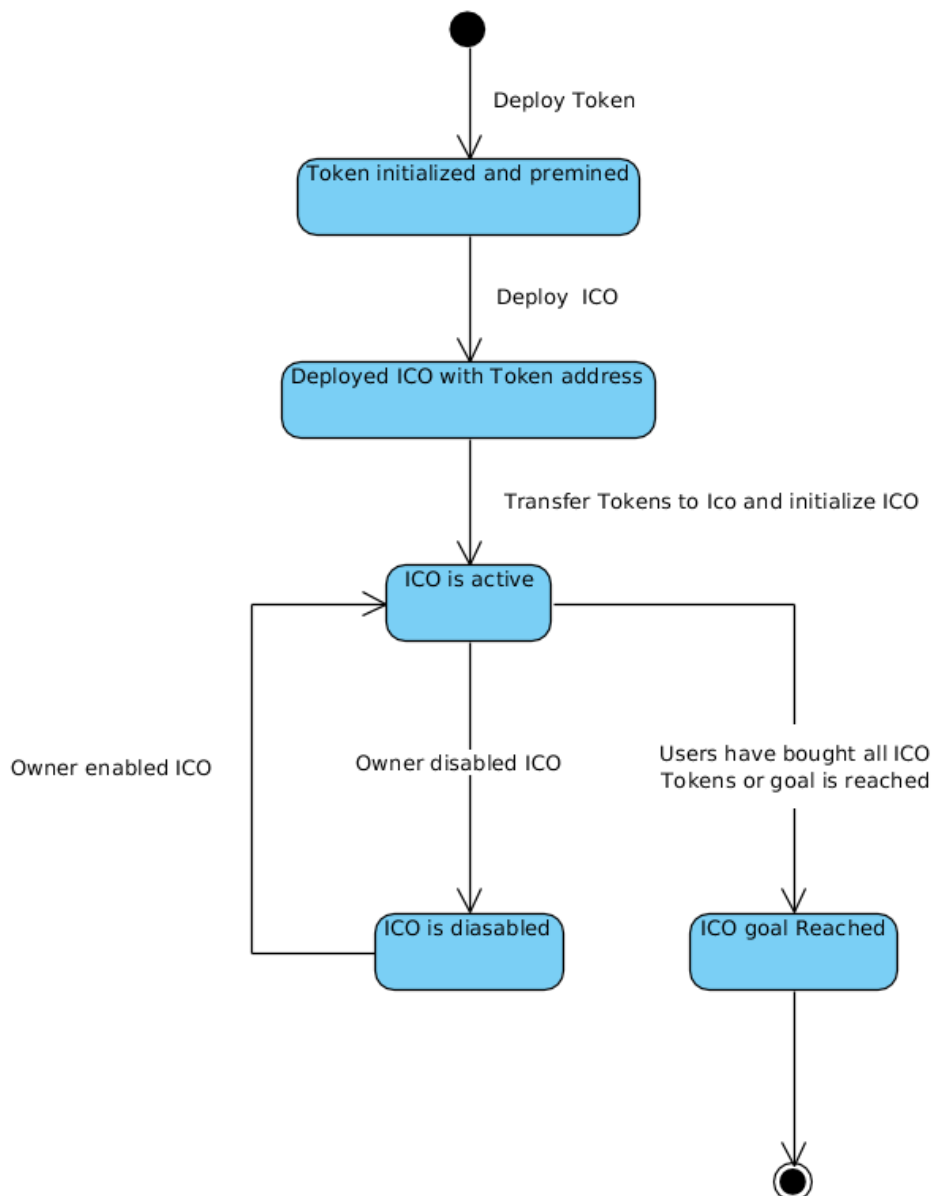 Deploy Token
Token initialized and premined
Deploy  ICO
Deployed ICO with Token address
Transfer Tokens to Ico and initialize ICO
ICO is active
Owner enabled ICO
Owner disabled ICO
Users have bought all ICO
Tokens or goal is reached
ICO is diasabled
ICO goal Reached